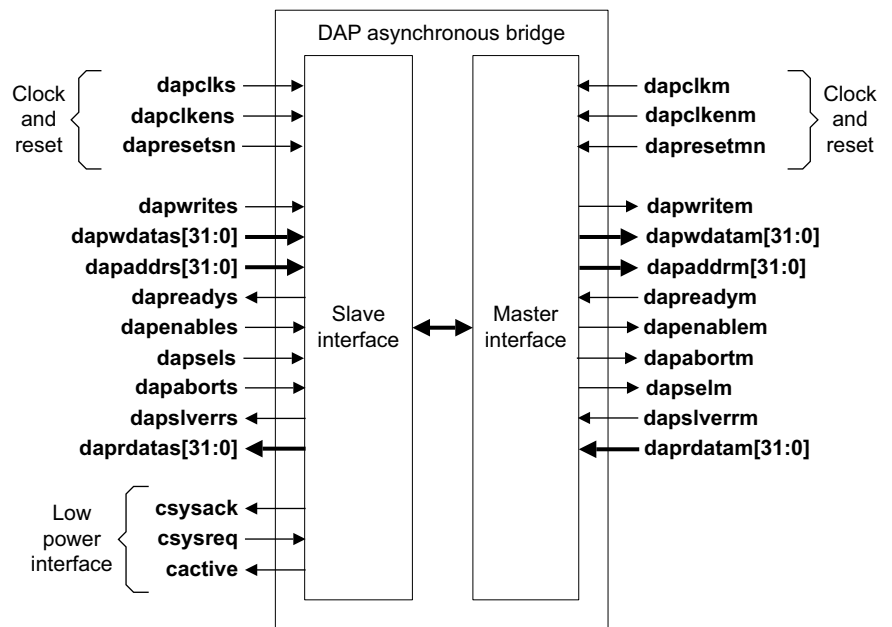 DAP asynchronous bridge
Clock
and
reset
dapclks
dapclkens
dapresetsn
dapwrites
dapwdatas[31:0]
dapaddrs[31:0]
dapreadys
dapenables
dapsels
dapaborts
dapslverrs
daprdatas[31:0]
Low
power
interface
csysack
csysreq
cactive
Slave
interface
Master
interface
dapclkm
dapclkenm
dapresetmn
Clock
and
reset
dapwritem
dapwdatam[31:0]
dapaddrm[31:0]
dapreadym
dapenablem
dapabortm
dapselm
dapslverrm
daprdatam[31:0]